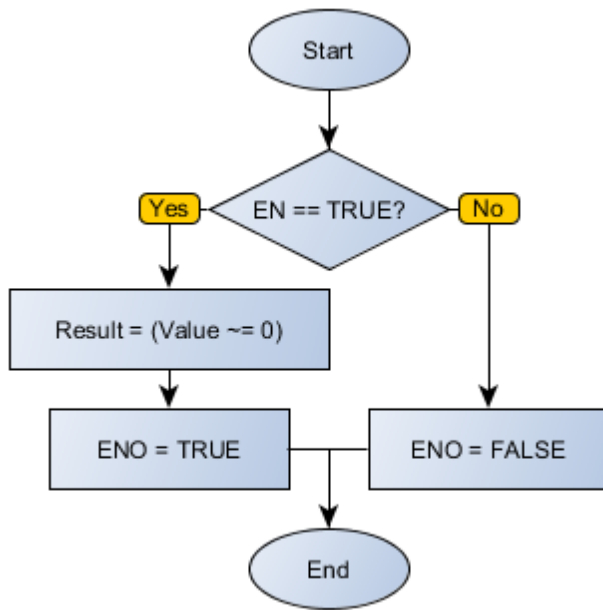 Start
EN == TRUE?
Yes
No
Result = (Value ~= 0)
ENO = TRUE
ENO = FALSE
End